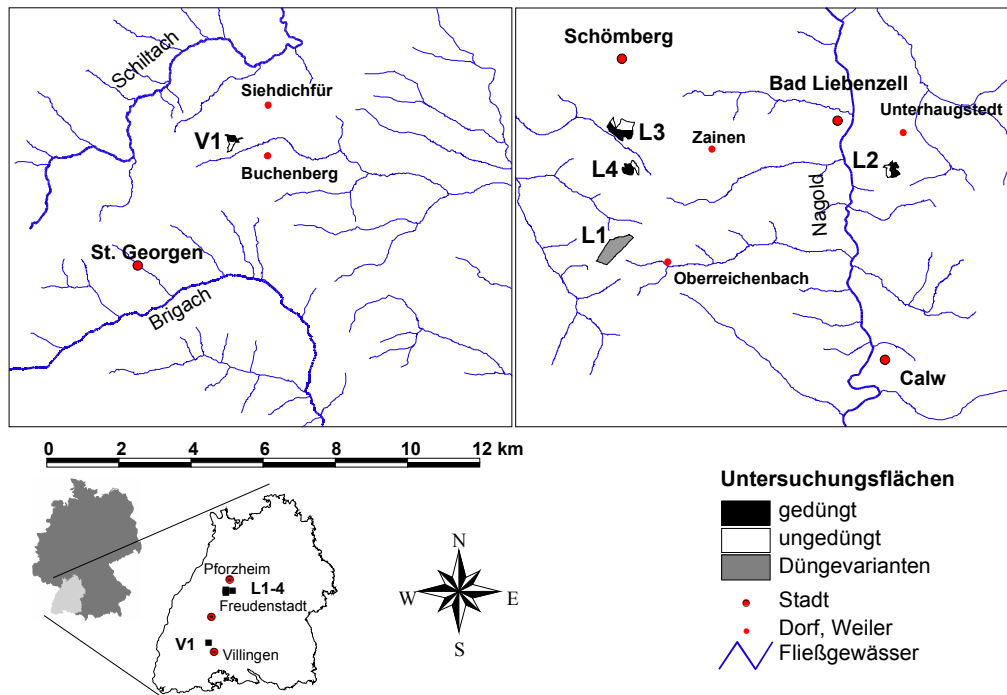 Schiltach
Siehdichfür
V1
Buchenberg
St. Georgen
Brigach
Schömberg
Bad Liebenzell
Unterhaugstedt
L3
Zainen
L4
L2
Nagold
L1
Oberreichenbach
Calw
0 2 4 6 8 10 12 km
Pforzheim
L1-4
Freudenstadt
V1
Villingen
N
W E
S
Untersuchungsflächen
gedüngt
ungedüngt
Düngevarianten
Stadt
Dorf, Weiler
Fließgewässer